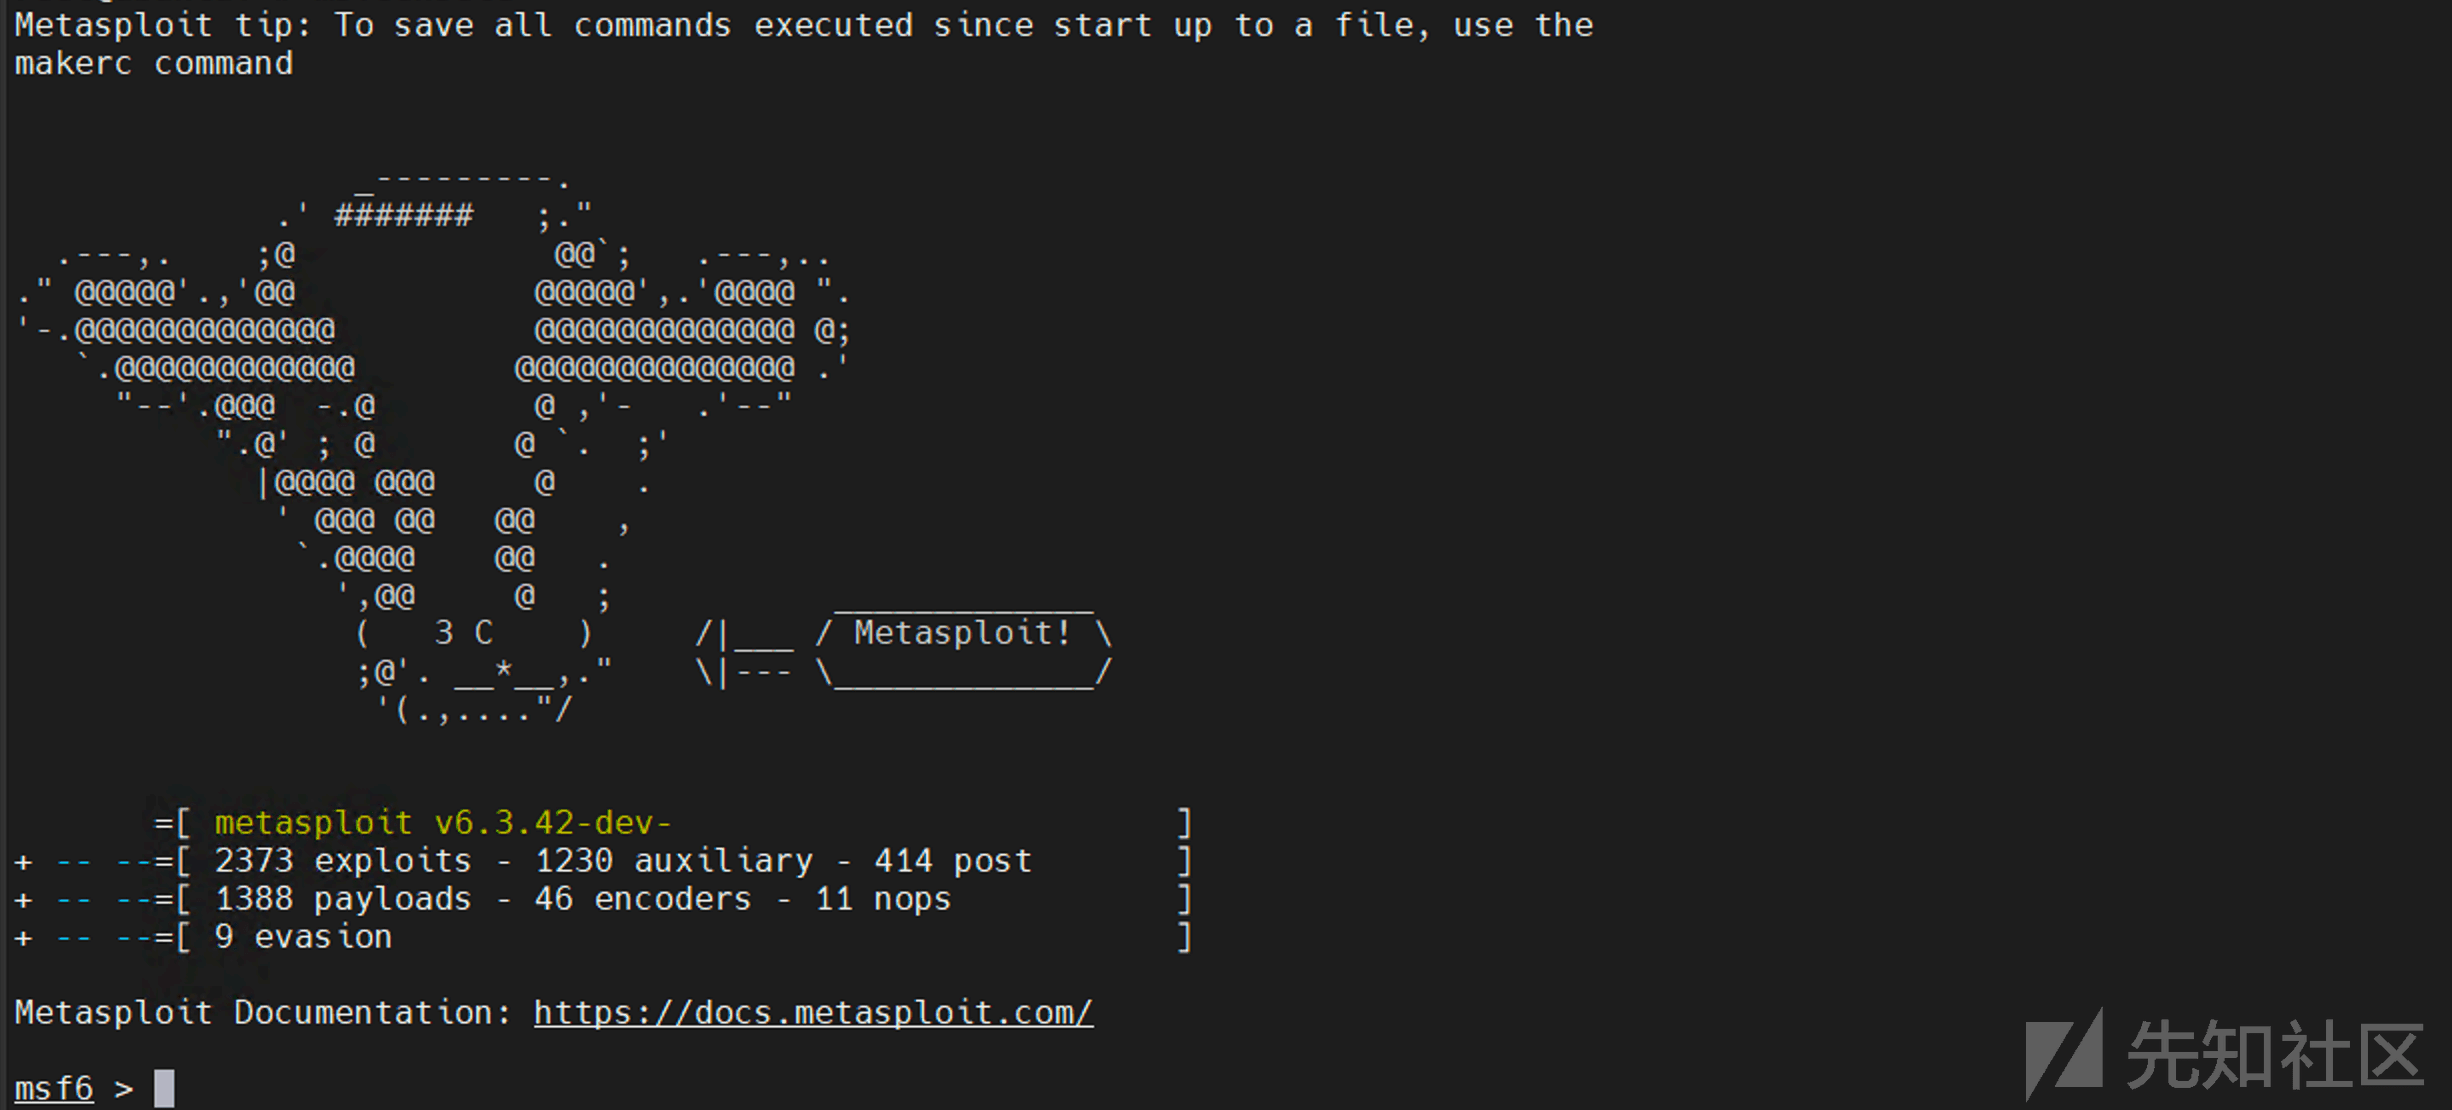 Metasploit tip: To save all commands executed since start up to a file, use the
makerc command
                 _---------.
             .' #######   ;."
  .---,.    ;@             @@`;   .---,..
." @@@@@'.,'@@            @@@@@',.'@@@@ ".
'-.@@@@@@@@@@@@@          @@@@@@@@@@@@@ @;
   `.@@@@@@@@@@@@        @@@@@@@@@@@@@@ .'
     "--'.@@@  -.@        @ ,'-   .'--"
          ".@' ; @       @ `.  ;'
            |@@@@ @@@     @    .
             ' @@@ @@   @@    ,
              `.@@@@    @@   .
                ',@@     @   ;           _____________
                 (   3 C    )     /|___ / Metasploit! \
                 ;@'. __*__,."    \|--- \_____________/
                  '(.,...."/
       =[ metasploit v6.3.42-dev-                         ]
+ -- --=[ 2373 exploits - 1230 auxiliary - 414 post       ]
+ -- --=[ 1388 payloads - 46 encoders - 11 nops           ]
+ -- --=[ 9 evasion                                       ]
Metasploit Documentation: https://docs.metasploit.com/
msf6 >
先知社区